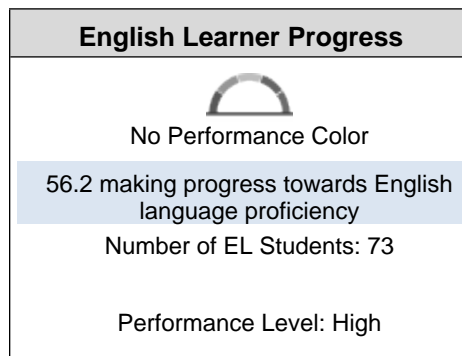 English Learner Progress
No Performance Color
56.2 making progress towards English
language proficiency
Number of EL Students: 73
Performance Level: High